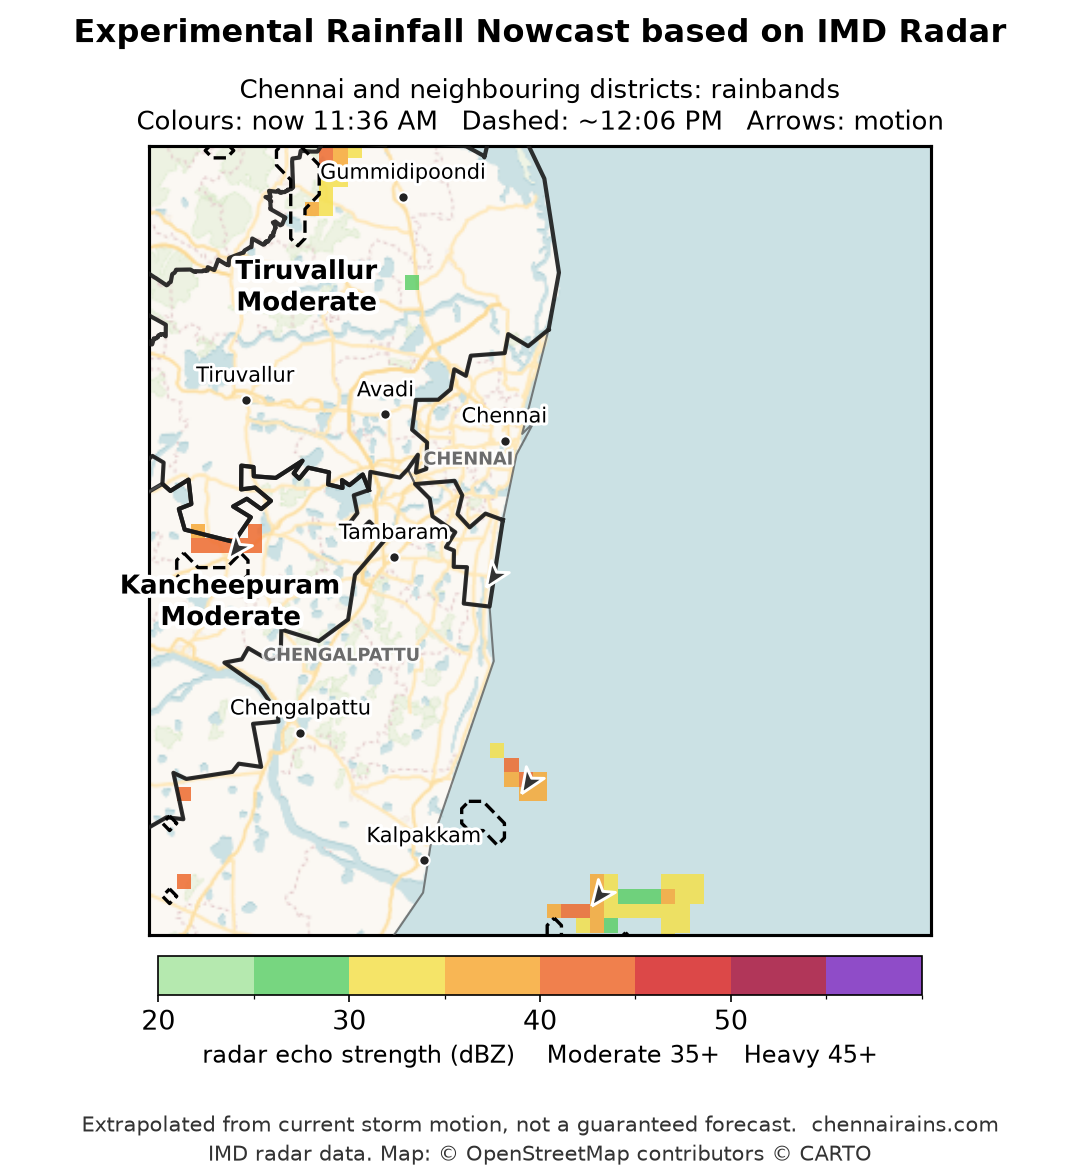 Experimental Rainfall Nowcast based on IMD Radar
Chennai and neighbouring districts: rainbands
Colours: now 11:36 AM   Dashed: ~12:06 PM   Arrows: motion
Gummidipoondi
Tiruvallur
Moderate
Tiruvallur
Avadi
Chennai
CHENNAI
Tambaram
Kancheepuram
Moderate
CHENGALPATTU
Chengalpattu
Kalpakkam
20 30 40 50
radar echo strength (dBZ)   Moderate 35+   Heavy 45+
Extrapolated from current storm motion, not a guaranteed forecast.  chennairains.com
IMD radar data. Map: © OpenStreetMap contributors © CARTO